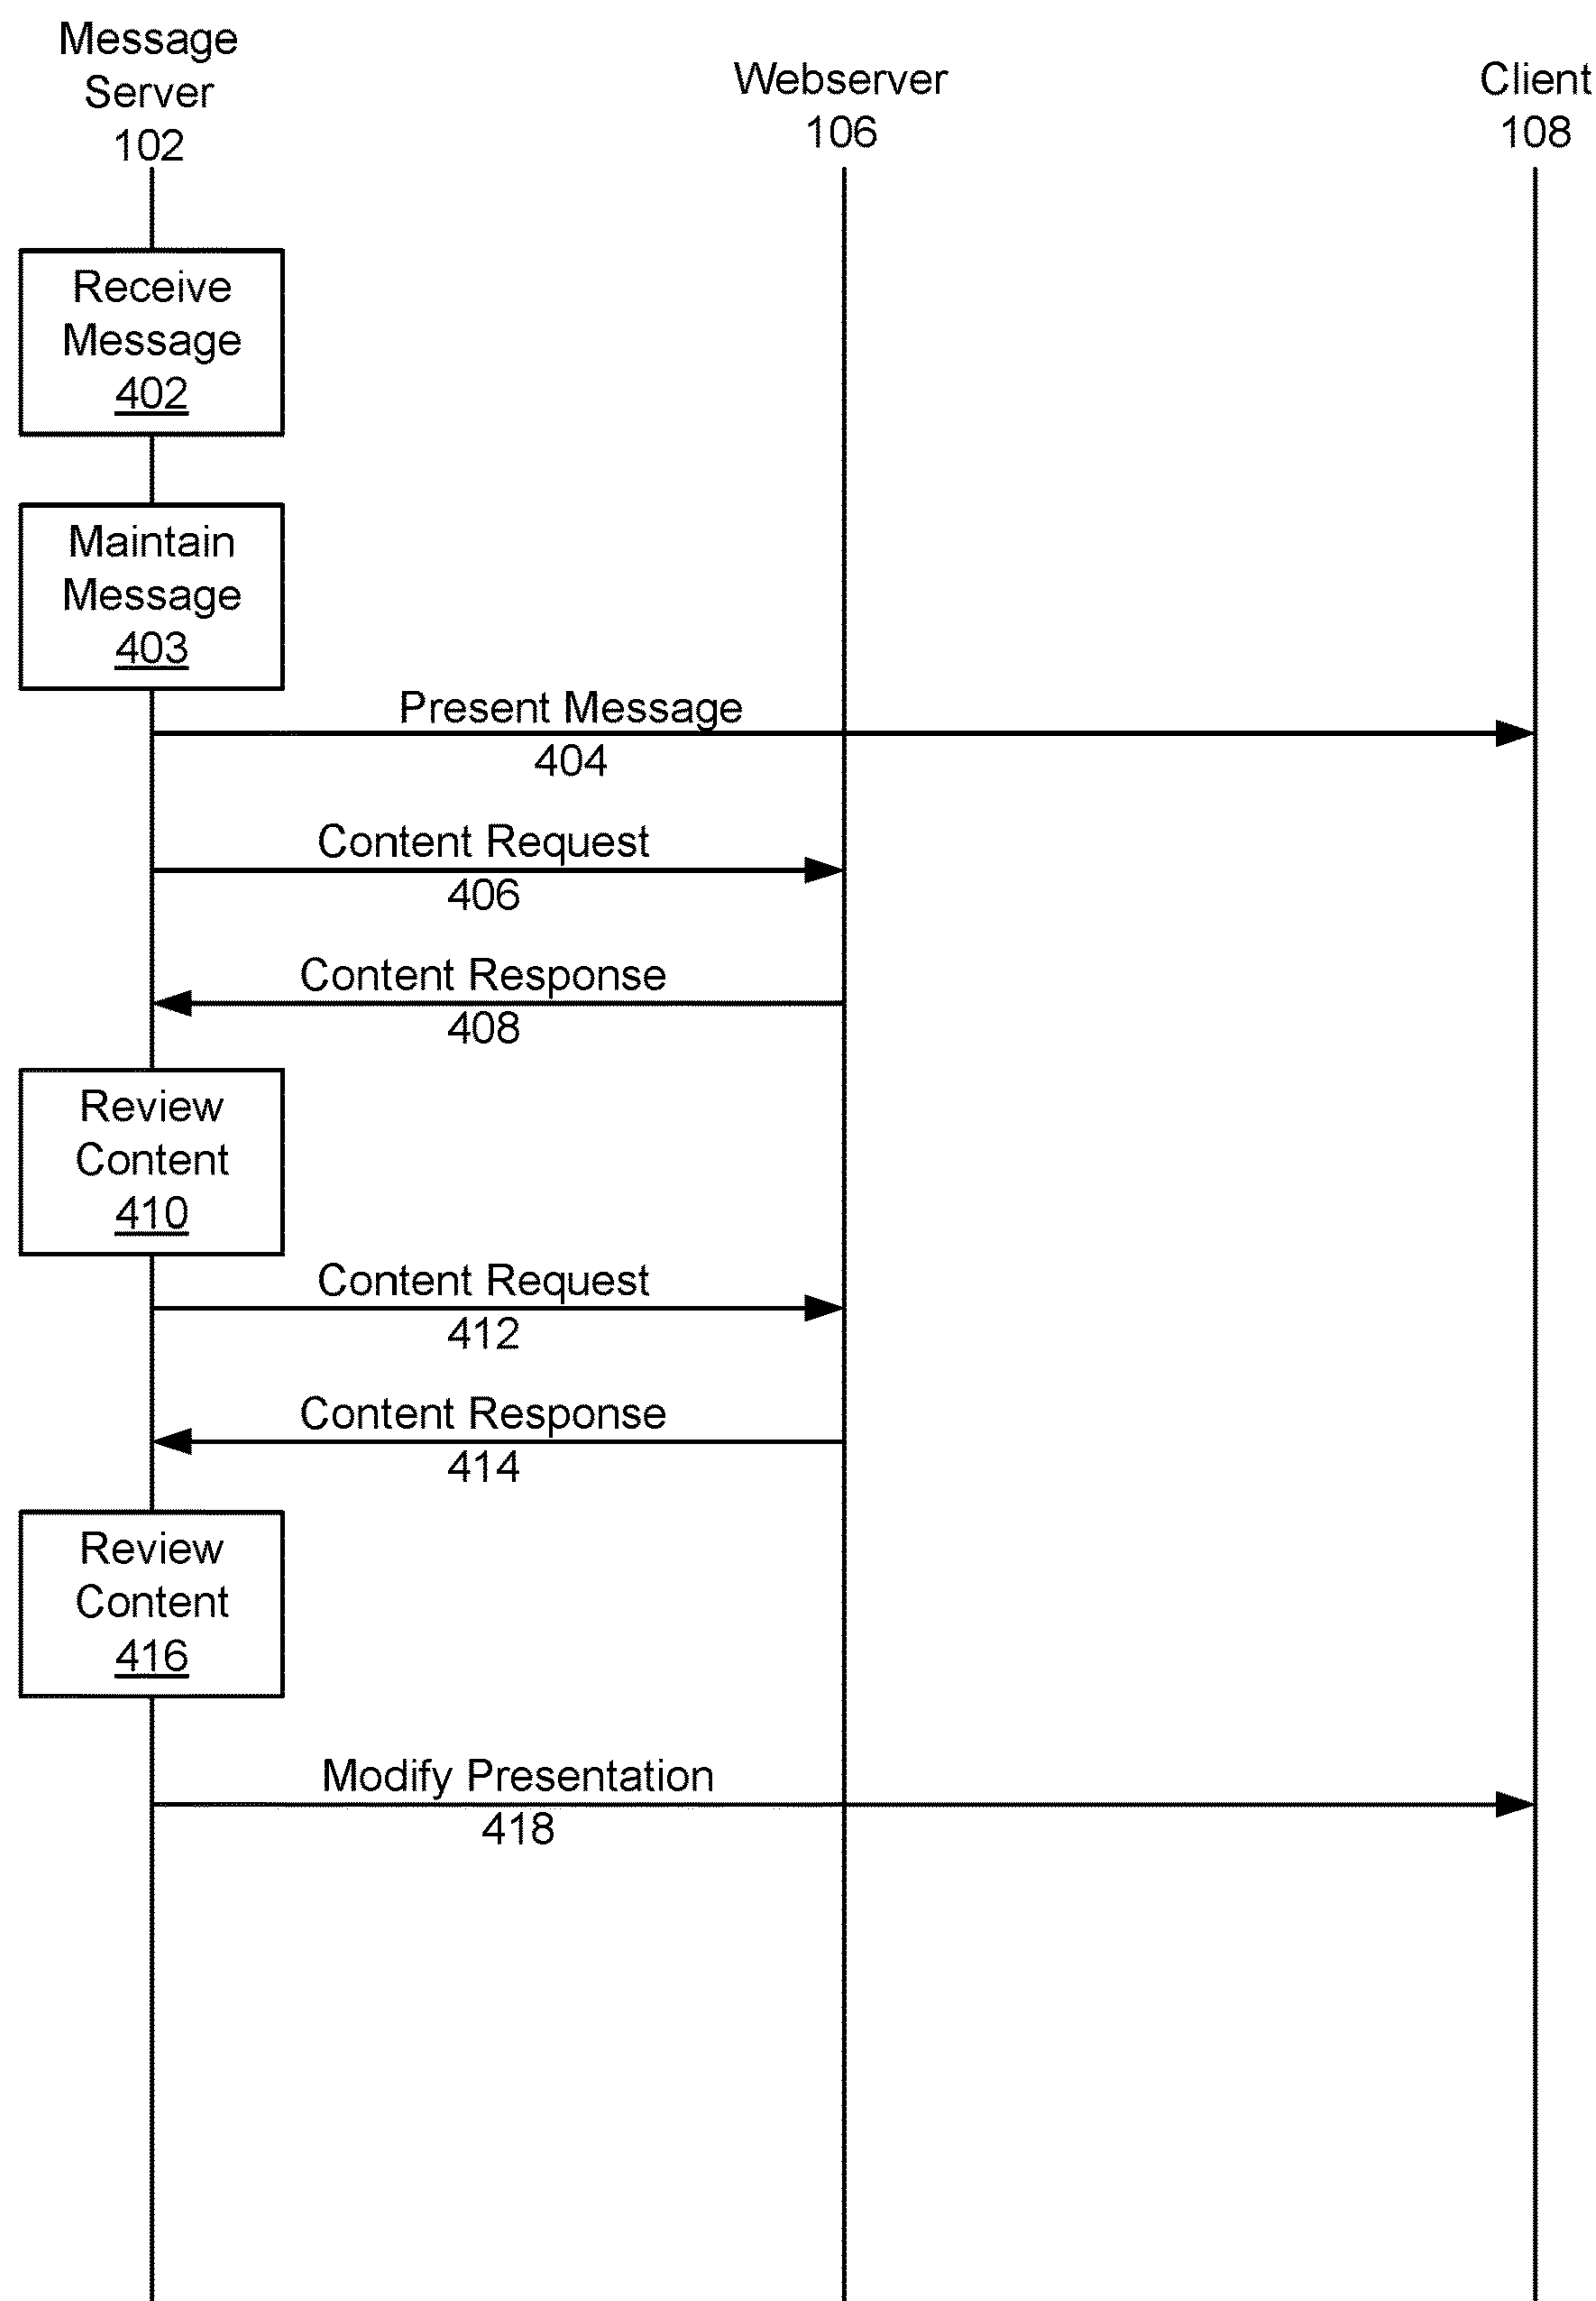 Message
Server
102
Webserver
106
Client
108
Receive
Message
402
Maintain
Message
403
Present Message
404
Content Request
406
Content Response
408
Review
Content
410
Content Request
412
Content Response
414
Review
Content
416
Modify Presentation
418